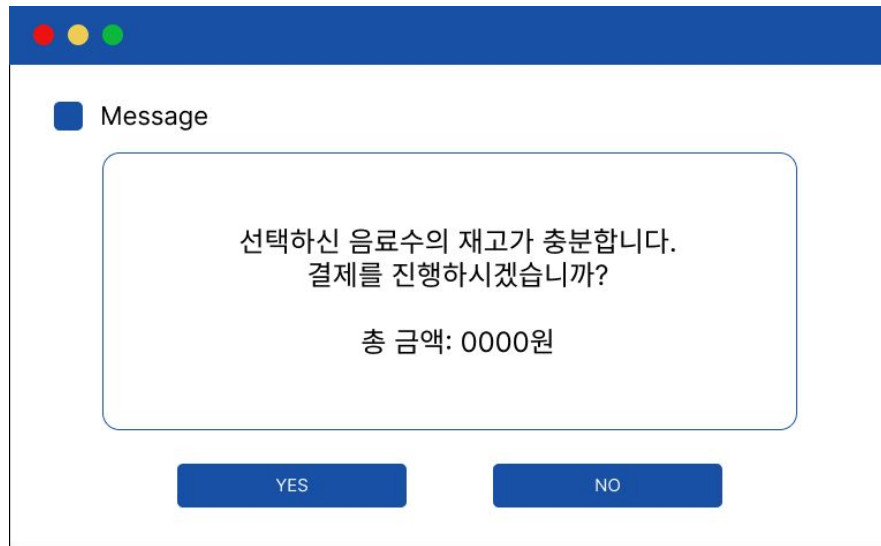 Message
선택하신 음료수의 재고가 충분합니다.
결제를 진행하시겠습니까?
총 금액: 0000원
YES
NO